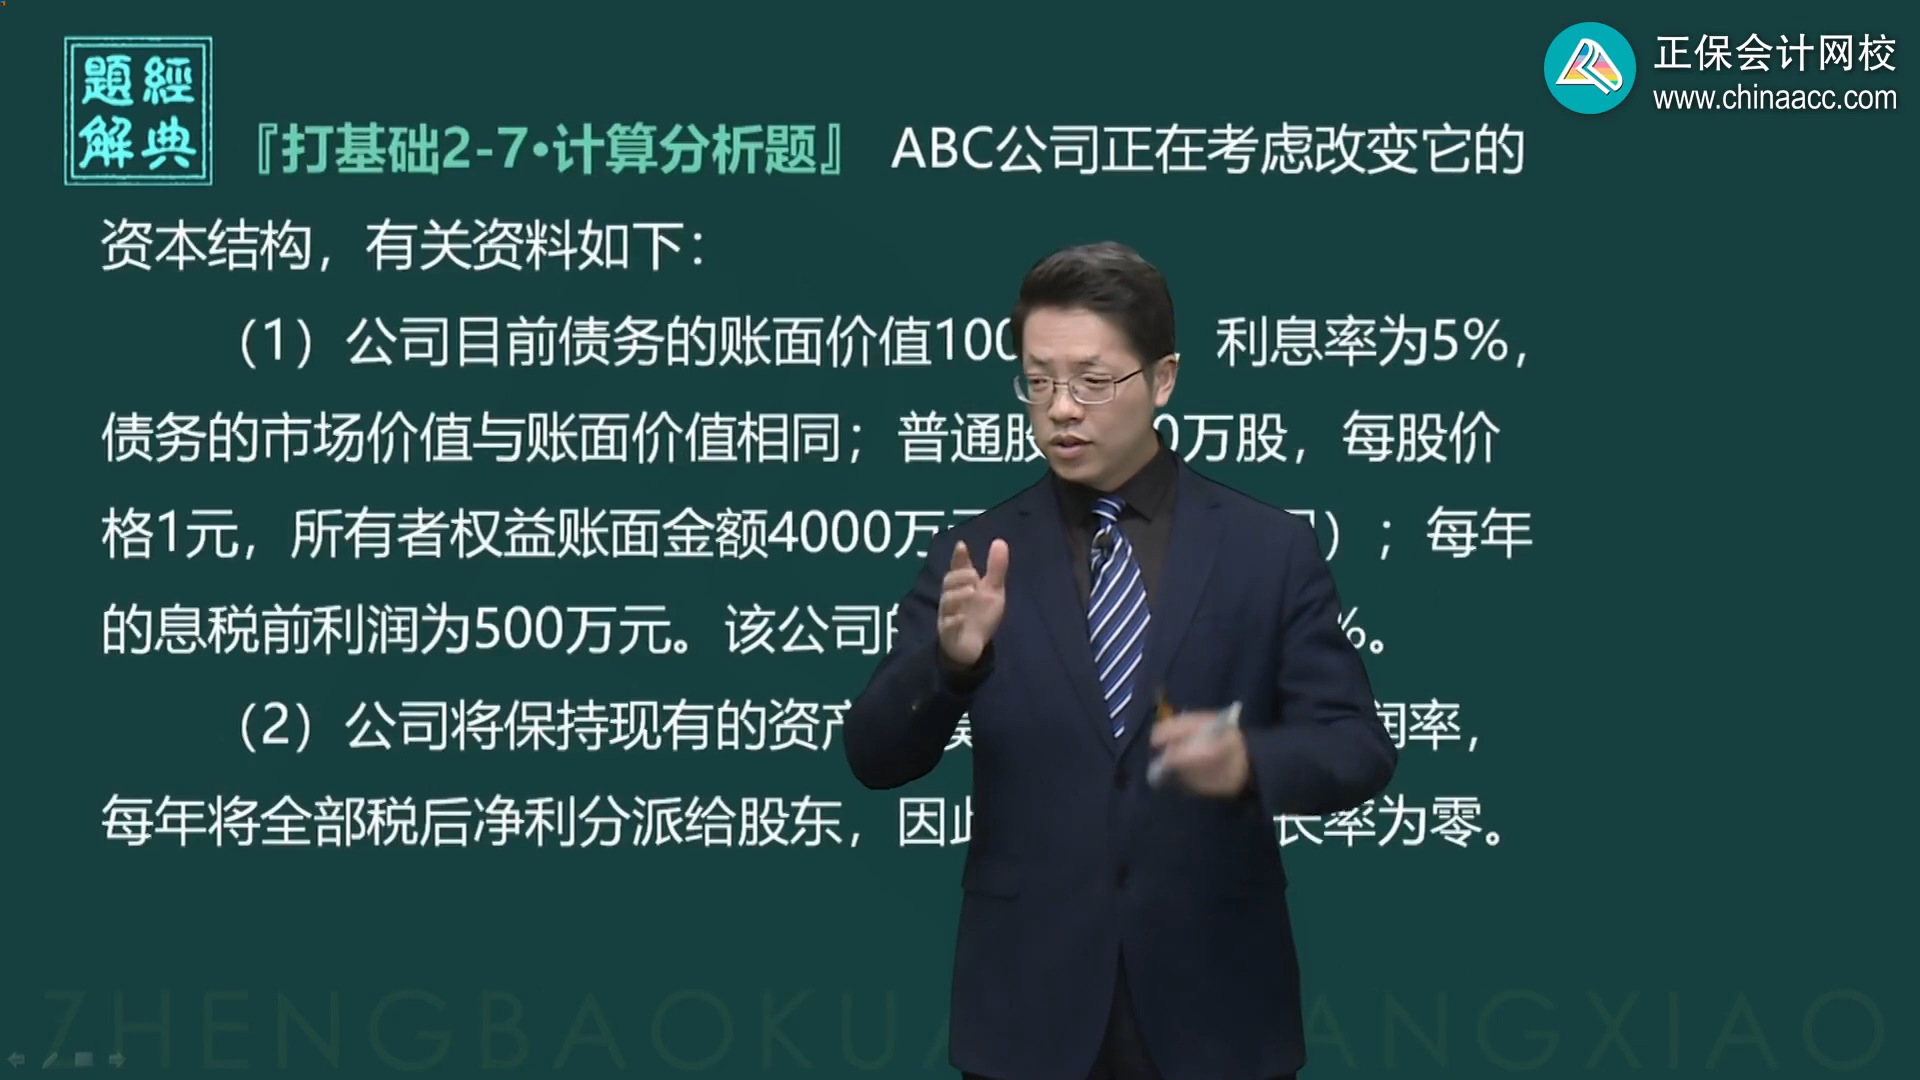 正保会计网校
www.chinaacc.com
經典
題解
『打基础2-7•计算分析题』 ABC公司正在考虑改变它的
资本结构，有关资料如下：
（1）公司目前债务的账面价值100 利息率为5%，
债务的市场价值与账面价值相同；普通股 0万股，每股价
格1元，所有者权益账面金额4000万 ）；每年
的息税前利润为500万元。该公司 %。
（2）公司将保持现有的资产 润率，
每年将全部税后净利分派给股东，因此 长率为零。
ZHENGBAOKU ANGXIAO